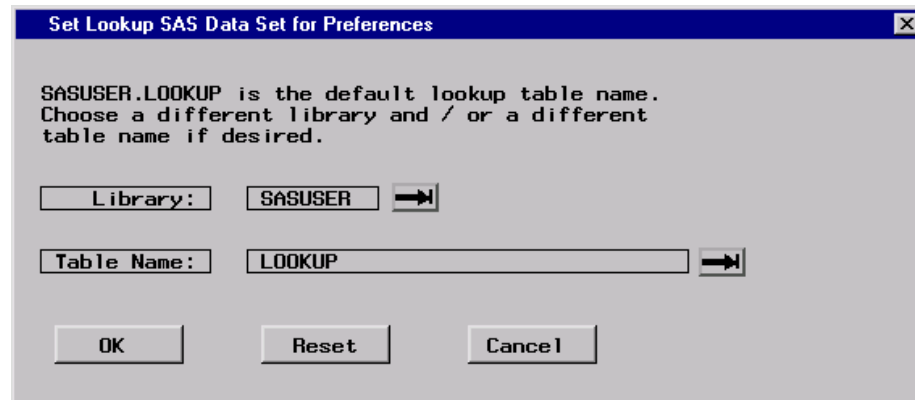 Set Lookup SAS Data Set for Preferences
SASUSER.LOOKUP is the default lookup table name.
Choose a different library and / or a different
table name if desired.
Library: SASUSER
Table Name: LOOKUP
OK Reset Cancel